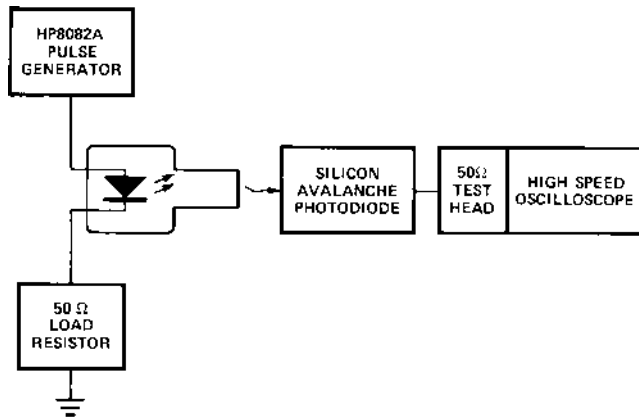 HP8082A
PULSE
GENERATOR
SILICON
AVALANCHE
PHOTODIODE
50Ω
TEST
HEAD
HIGH SPEED
OSCILLOSCOPE
50 Ω
LOAD
RESISTOR